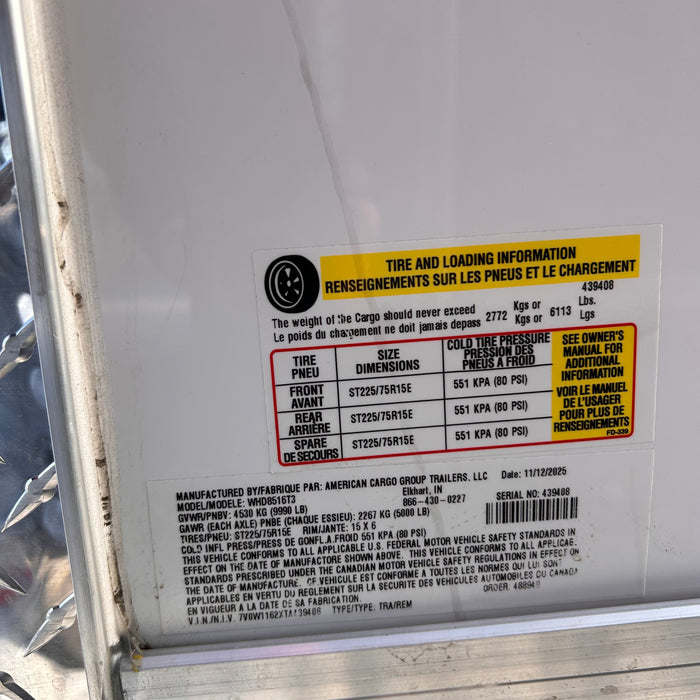 TIRE AND LOADING INFORMATION
RENSEIGNEMENTS SUR LES PNEUS ET LE CHARGEMENT
439408
The weight of the Cargo should never exceed 2772 Kgs or 6113 Lbs.
Le poids du chargement ne doit jamais depass Kgs or Lgs
TIRE PNEU SIZE DIMENSIONS COLD TIRE PRESSURE PRESSION DES PNEUS A FROID
FRONT AVANT ST225/75R15E 551 KPA (80 PSI)
REAR ARRIÈRE ST225/75R15E 551 KPA (80 PSI)
SPARE DE SECOURS ST225/75R15E 551 KPA (80 PSI)
SEE OWNER'S
MANUAL FOR
ADDITIONAL
INFORMATION
VOIR LE MANUEL
DE L'USAGER
POUR PLUS DE
RENSEIGNEMENTS
FD-339
MANUFACTURED BY/FABRIQUE PAR: AMERICAN CARGO GROUP TRAILERS, LLC Date: 11/12/2025
MODEL/MODELE: WHD8516T3 Elkhart, IN
GVWR/PNBV: 4530 KG (9990 LB) 866-430-0227 SERIAL NO: 439408
GAWR (EACH AXLE) PNBE (CHAQUE ESSIEU): 2267 KG (5000 LB)
TIRES/PNEU: ST225/75R15E RIM/JANTE: 15 X 6
COLD INFL PRESS/PRESS DE GONFL.A.FROID 551 KPA (80 PSI)
THIS VEHICLE CONFORMS TO ALL APPLICABLE U.S. FEDERAL MOTOR VEHICLE SAFETY STANDARDS IN
EFFECT ON THE DATE OF MANUFACTURE SHOWN ABOVE. THIS VEHICLE CONFORMS TO ALL APPLICAE.
STANDARDS PRESCRIBED UNDER THE CANADIAN MOTOR VEHICLE SAFETY REGULATIONS IN EFFECT ON
THE DATE OF MANUFACTURE. CE VEHICULE EST CONFORME A TOUTES LES NORMES QUI LUI SONT
APPLICABLES EN VERTU DU REGLEMENT SUR LA SECURITE DES VEHICULES AUTOMOBILES DU CANADA
EN VIGUEUR A LA DATE DE SA FABRICATION. ORDER.
V.I.N./N.I.V. TYPE/TYPE: TRA/REM